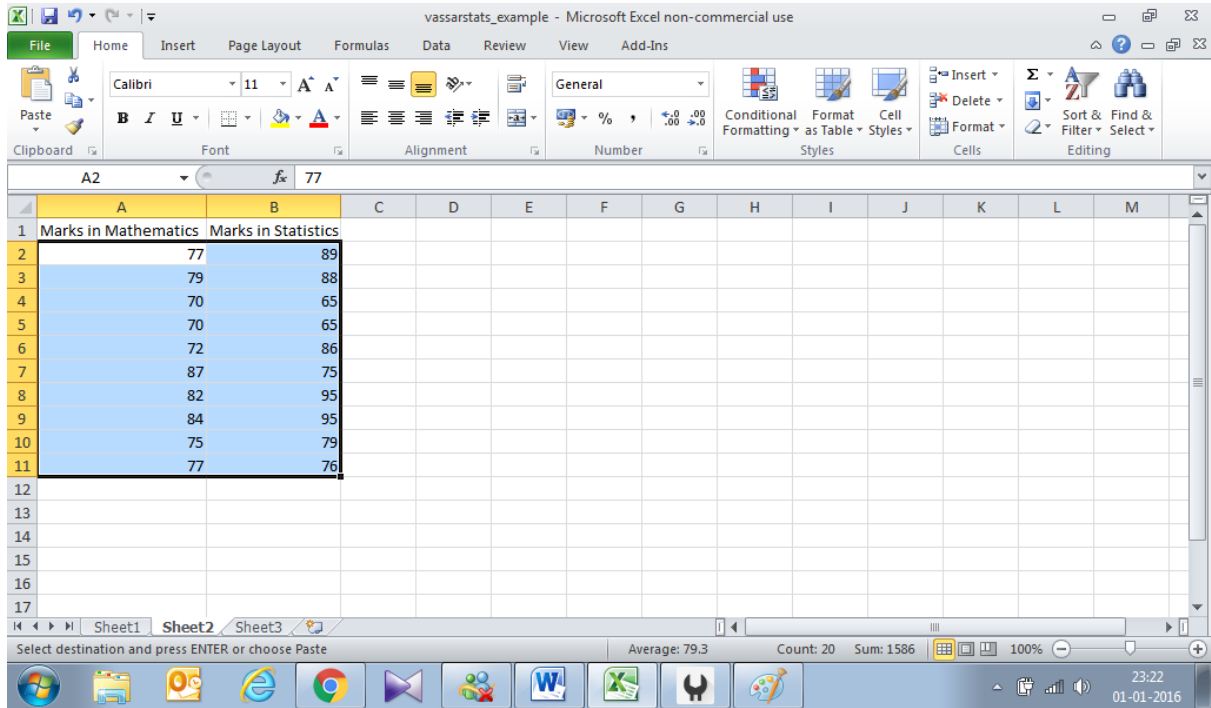 vassarstats_example - Microsoft Excel non-commercial use
File Home Insert Page Layout Formulas Data Review View Add-Ins
Paste
Clipboard
Calibri 11 A A
B I U A
Font
Alignment
General
% , .00 .00
Number
Conditional Formatting
Format as Table
Cell Styles
Styles
Insert
Delete
Format
Cells
Σ
Sort & Filter
Find & Select
Editing
A2 fx 77
A B C D E F G H I J K L M
1 Marks in Mathematics Marks in Statistics
2 77 89
3 79 88
4 70 65
5 70 65
6 72 86
7 87 75
8 82 95
9 84 95
10 75 79
11 77 76
12
13
14
15
16
17
Sheet1 Sheet2 Sheet3
Select destination and press ENTER or choose Paste Average: 79.3 Count: 20 Sum: 1586 100%
23:22
01-01-2016